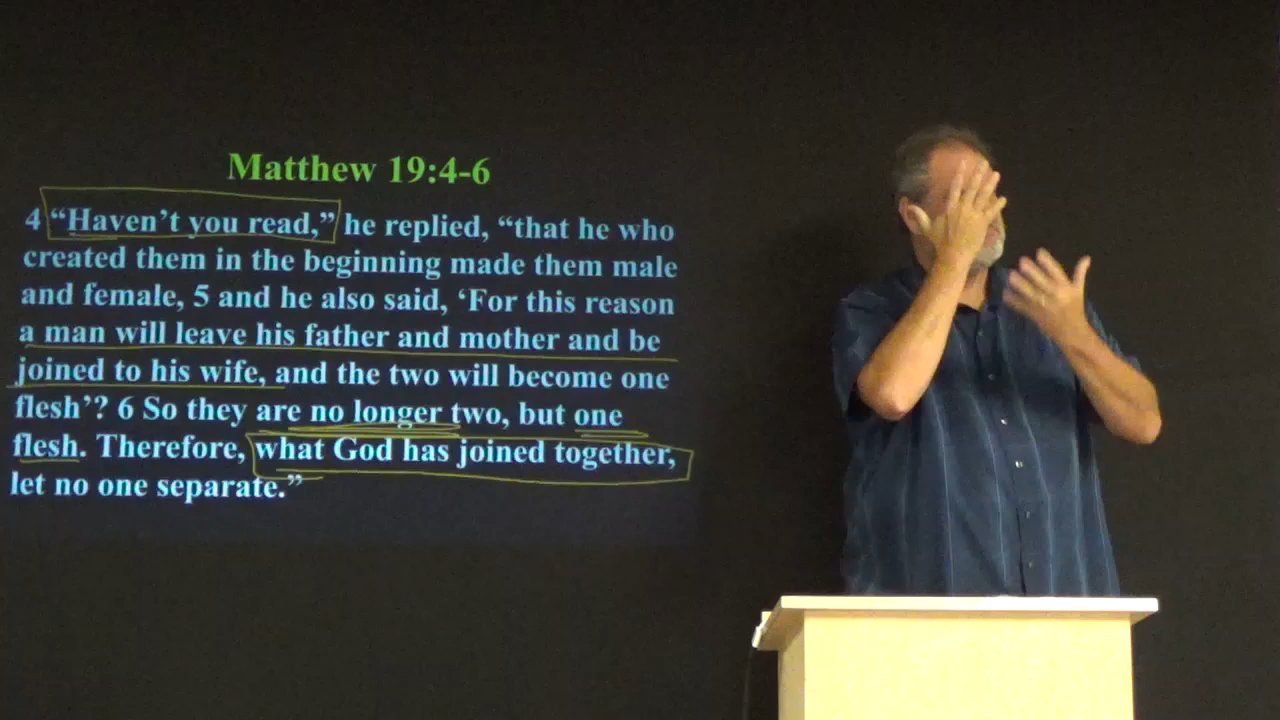 Matthew 19:4-6
4 “Haven’t you read,” he replied, “that he who
created them in the beginning made them male
and female, 5 and he also said, ‘For this reason
a man will leave his father and mother and be
joined to his wife, and the two will become one
flesh’? 6 So they are no longer two, but one
flesh. Therefore, what God has joined together,
let no one separate.”